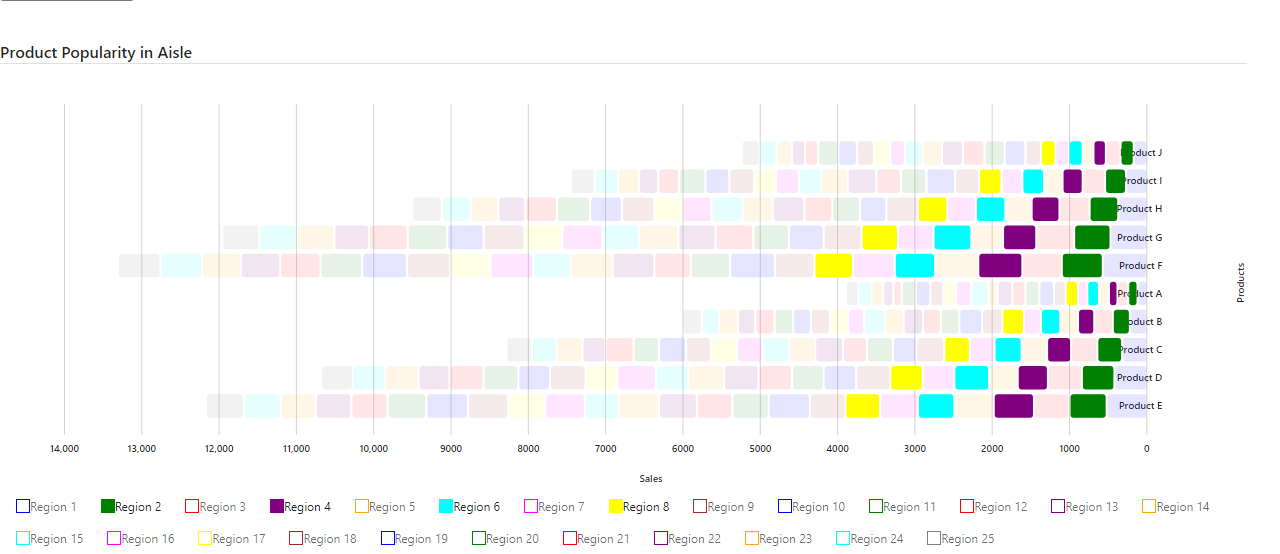 Product Popularity in Aisle
Product J
Product I
Product H
Product G
Product F
Product A
Product B
Product C
Product D
Product E
Products
14,000 13,000 12,000 11,000 10,000 9000 8000 7000 6000 5000 4000 3000 2000 1000 0
Sales
Region 1 Region 2 Region 3 Region 4 Region 5 Region 6 Region 7 Region 8 Region 9 Region 10 Region 11 Region 12 Region 13 Region 14
Region 15 Region 16 Region 17 Region 18 Region 19 Region 20 Region 21 Region 22 Region 23 Region 24 Region 25